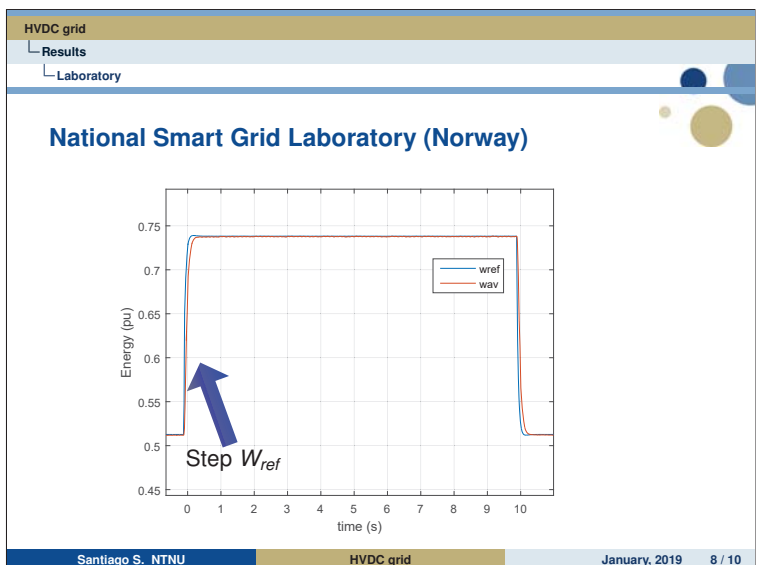 HVDC grid
Results
Laboratory
National Smart Grid Laboratory (Norway)
0.75
0.7
0.65
0.6
0.55
0.5
0.45
Energy (pu)
wref
wav
Step Wref
0 1 2 3 4 5 6 7 8 9 10
time (s)
Santiago S. NTNU HVDC grid January, 2019 8 / 10